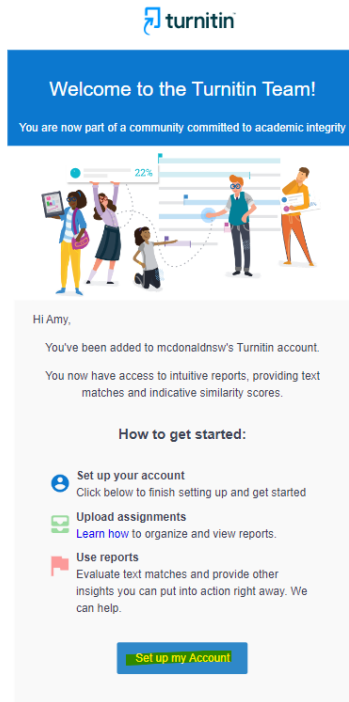 turnitin
Welcome to the Turnitin Team!
You are now part of a community committed to academic integrity
22%
Hi Amy,
You've been added to mcdonaldnsw's Turnitin account.
You now have access to intuitive reports, providing text
matches and indicative similarity scores.
How to get started:
Set up your account
Click below to finish setting up and get started
Upload assignments
Learn how to organize and view reports.
Use reports
Evaluate text matches and provide other
insights you can put into action right away. We
can help.
Set up my Account